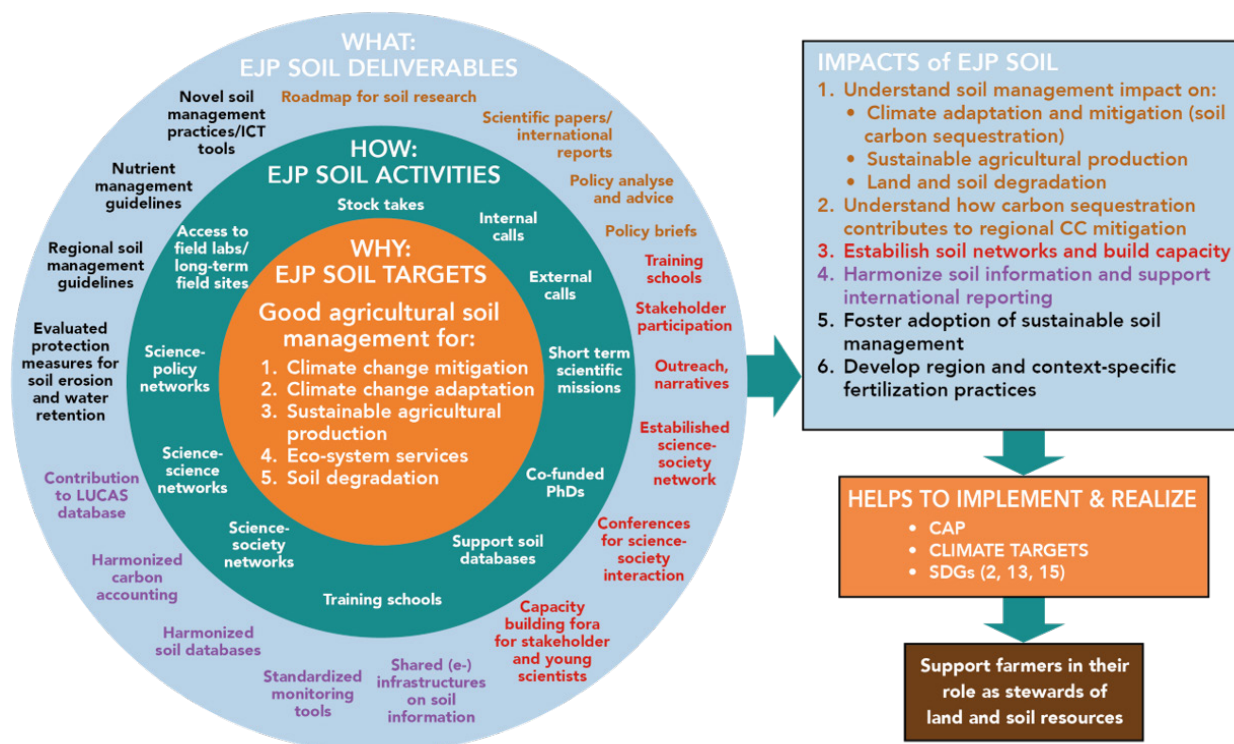 WHAT:
EJP SOIL DELIVERABLES
Roadmap for soil research
Scientific papers/
international
reports
Policy analyse
and advice
Policy briefs
Training
schools
Stakeholder
participation
Outreach,
narratives
Estabilished
science-
society
network
Conferences
for science-
society
interaction
Capacity
building fora
for stakeholder
and young
scientists
Shared (e-)
infrastructures
on soil
information
Standardized
monitoring
tools
Harmonized
soil databases
Harmonized
carbon
accounting
Contribution
to LUCAS
database
Evaluated
protection
measures for
soil erosion
and water
retention
Regional soil
management
guidelines
Nutrient
management
guidelines
Novel soil
management
practices/ICT
tools
HOW:
EJP SOIL ACTIVITIES
Stock takes
Internal
calls
External
calls
Short term
scientific
missions
Co-funded
PhDs
Support soil
databases
Training schools
Science-
society
networks
Science-
science
networks
Science-
policy
networks
Access to
field labs/
long-term
field sites
WHY:
EJP SOIL TARGETS
Good agricultural soil
management for:
1. Climate change mitigation
2. Climate change adaptation
3. Sustainable agricultural
production
4. Eco-system services
5. Soil degradation
IMPACTS of EJP SOIL
1. Understand soil management impact on:
• Climate adaptation and mitigation (soil
carbon sequestration)
• Sustainable agricultural production
• Land and soil degradation
2. Understand how carbon sequestration
contributes to regional CC mitigation
3. Estabilish soil networks and build capacity
4. Harmonize soil information and support
international reporting
5. Foster adoption of sustainable soil
management
6. Develop region and context-specific
fertilization practices
HELPS TO IMPLEMENT & REALIZE
• CAP
• CLIMATE TARGETS
• SDGs (2, 13, 15)
Support farmers in their
role as stewards of
land and soil resources